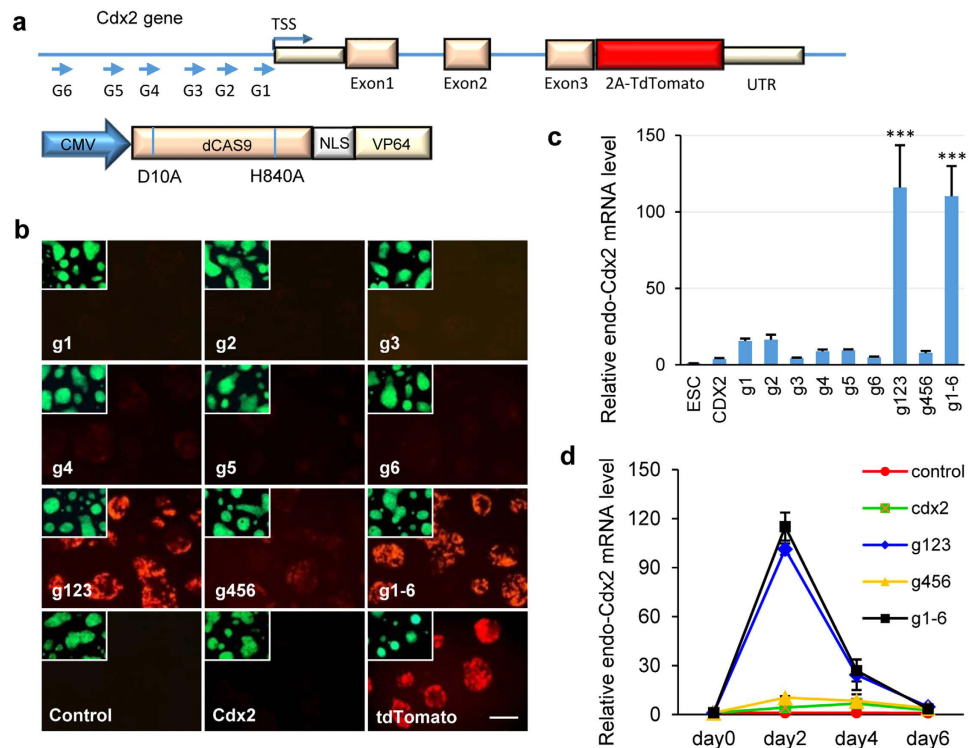 a
Cdx2 gene
TSS
G6 G5 G4 G3 G2 G1
Exon1 Exon2 Exon3 2A-TdTomato UTR
CMV dCAS9 NLS VP64
D10A H840A
b
g1 g2 g3
g4 g5 g6
g123 g456 g1-6
Control Cdx2 tdTomato
c
Relative endo-Cdx2 mRNA level
150
100
50
0
*** ***
ESC CDX2 g1 g2 g3 g4 g5 g6 g123 g456 g1-6
d
Relative endo-Cdx2 mRNA level
150
120
90
60
30
0
day0 day2 day4 day6
control
cdx2
g123
g456
g1-6